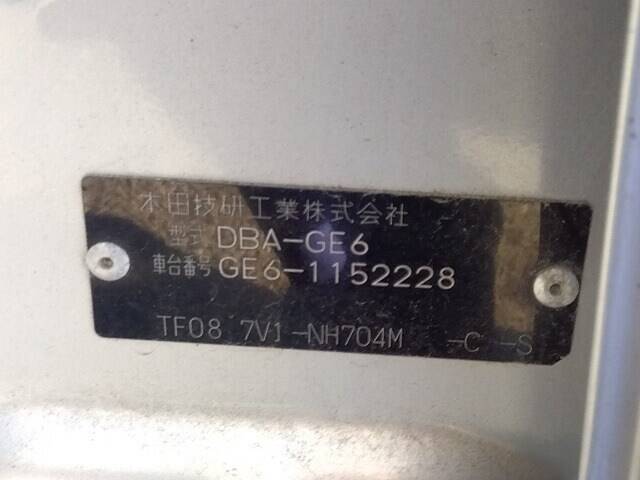 本田技研工業株式会社
型式 DBA-GE6
車台番号 GE6-1152228
TF08 7V1-NH704M -C -S